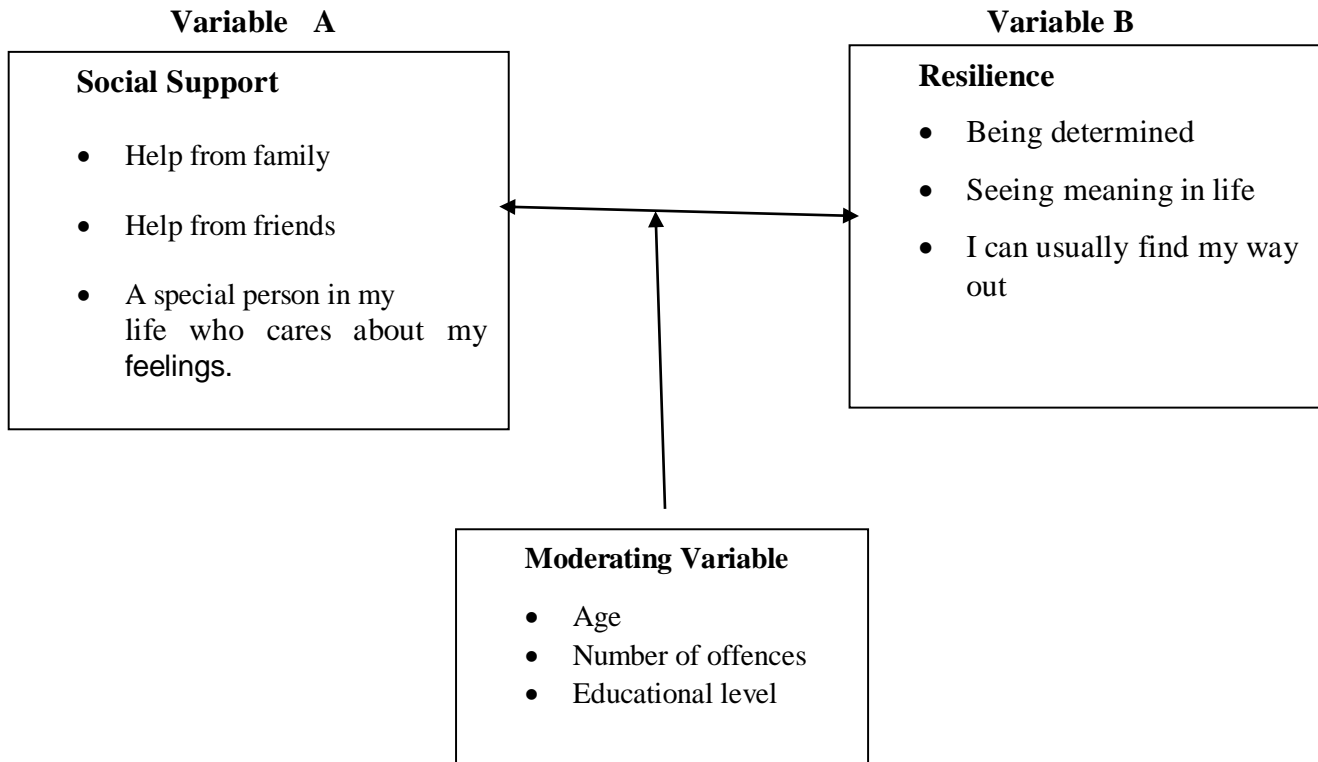 Variable A
Social Support
• Help from family
• Help from friends
• A special person in my
life who cares about my
feelings.
Variable B
Resilience
• Being determined
• Seeing meaning in life
• I can usually find my way
out
Moderating Variable
• Age
• Number of offences
• Educational level